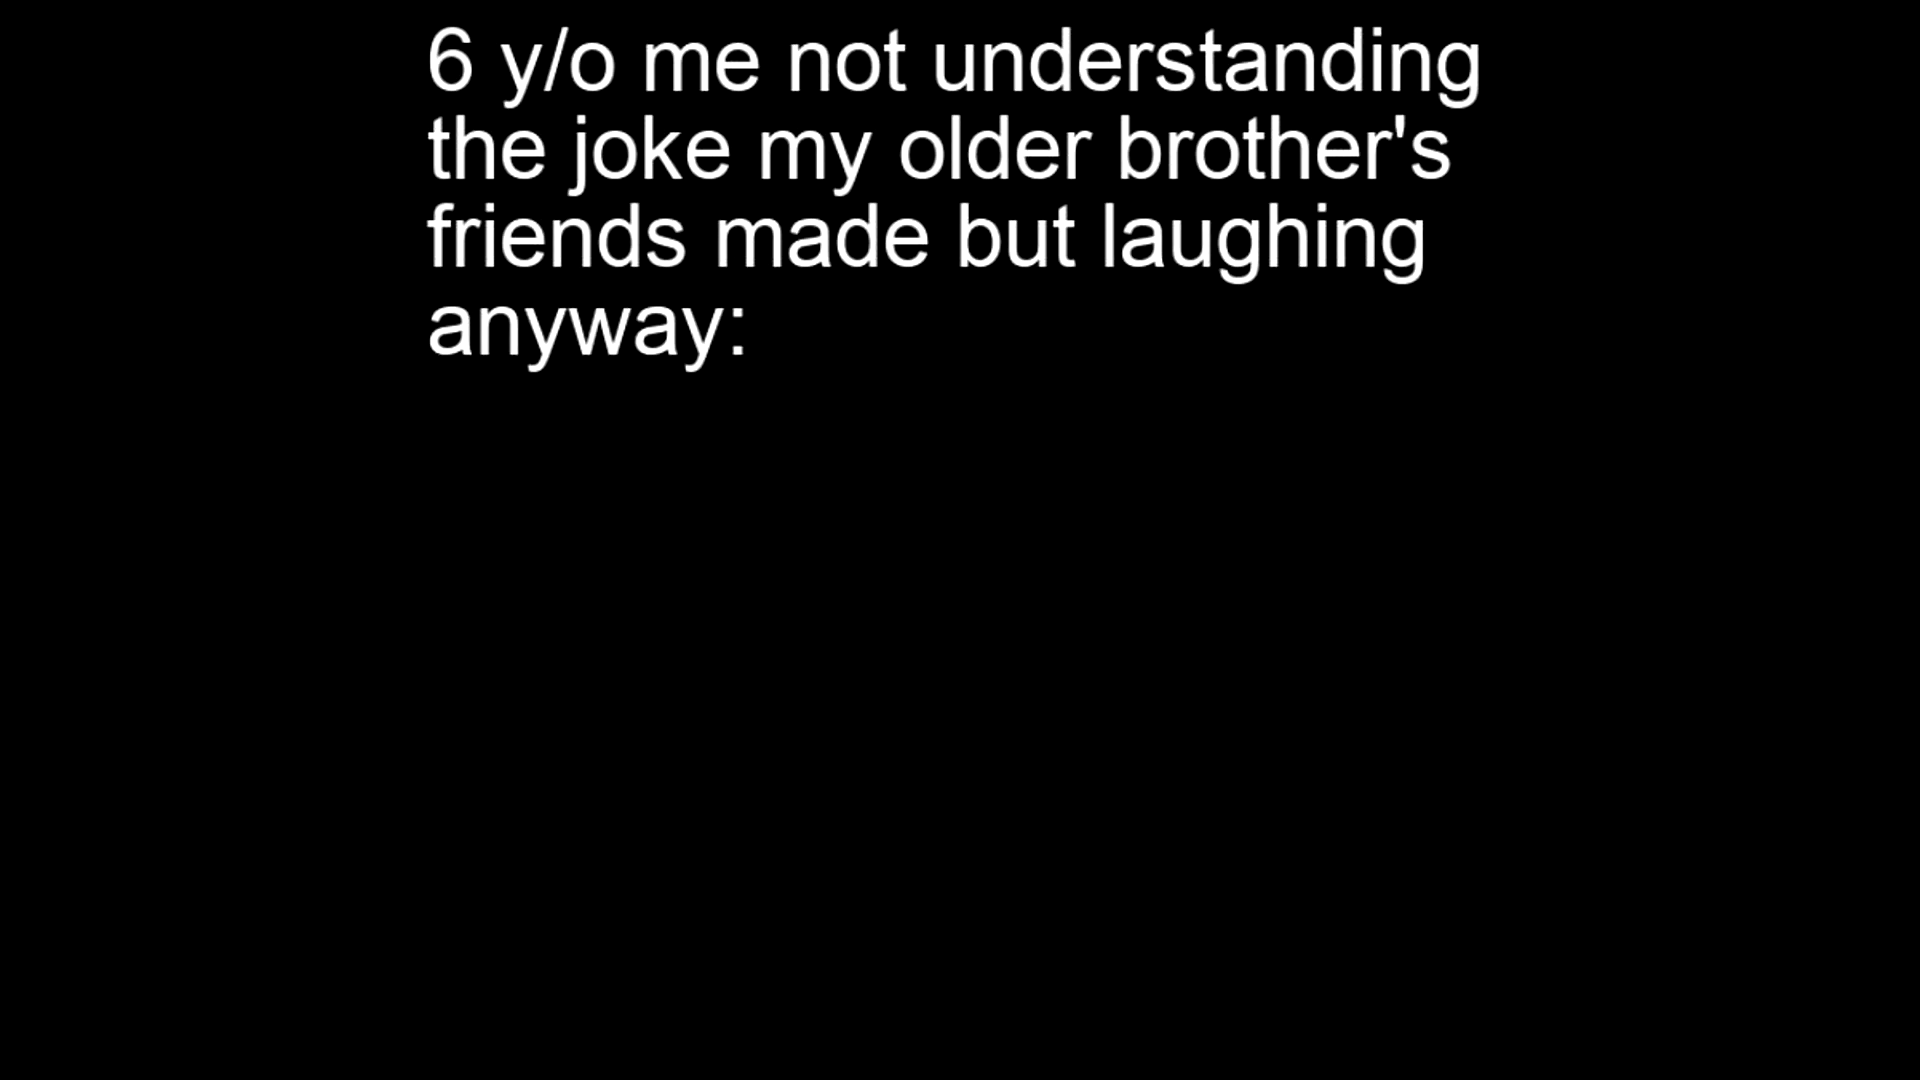 6 y/o me not understanding
the joke my older brother's
friends made but laughing
anyway: